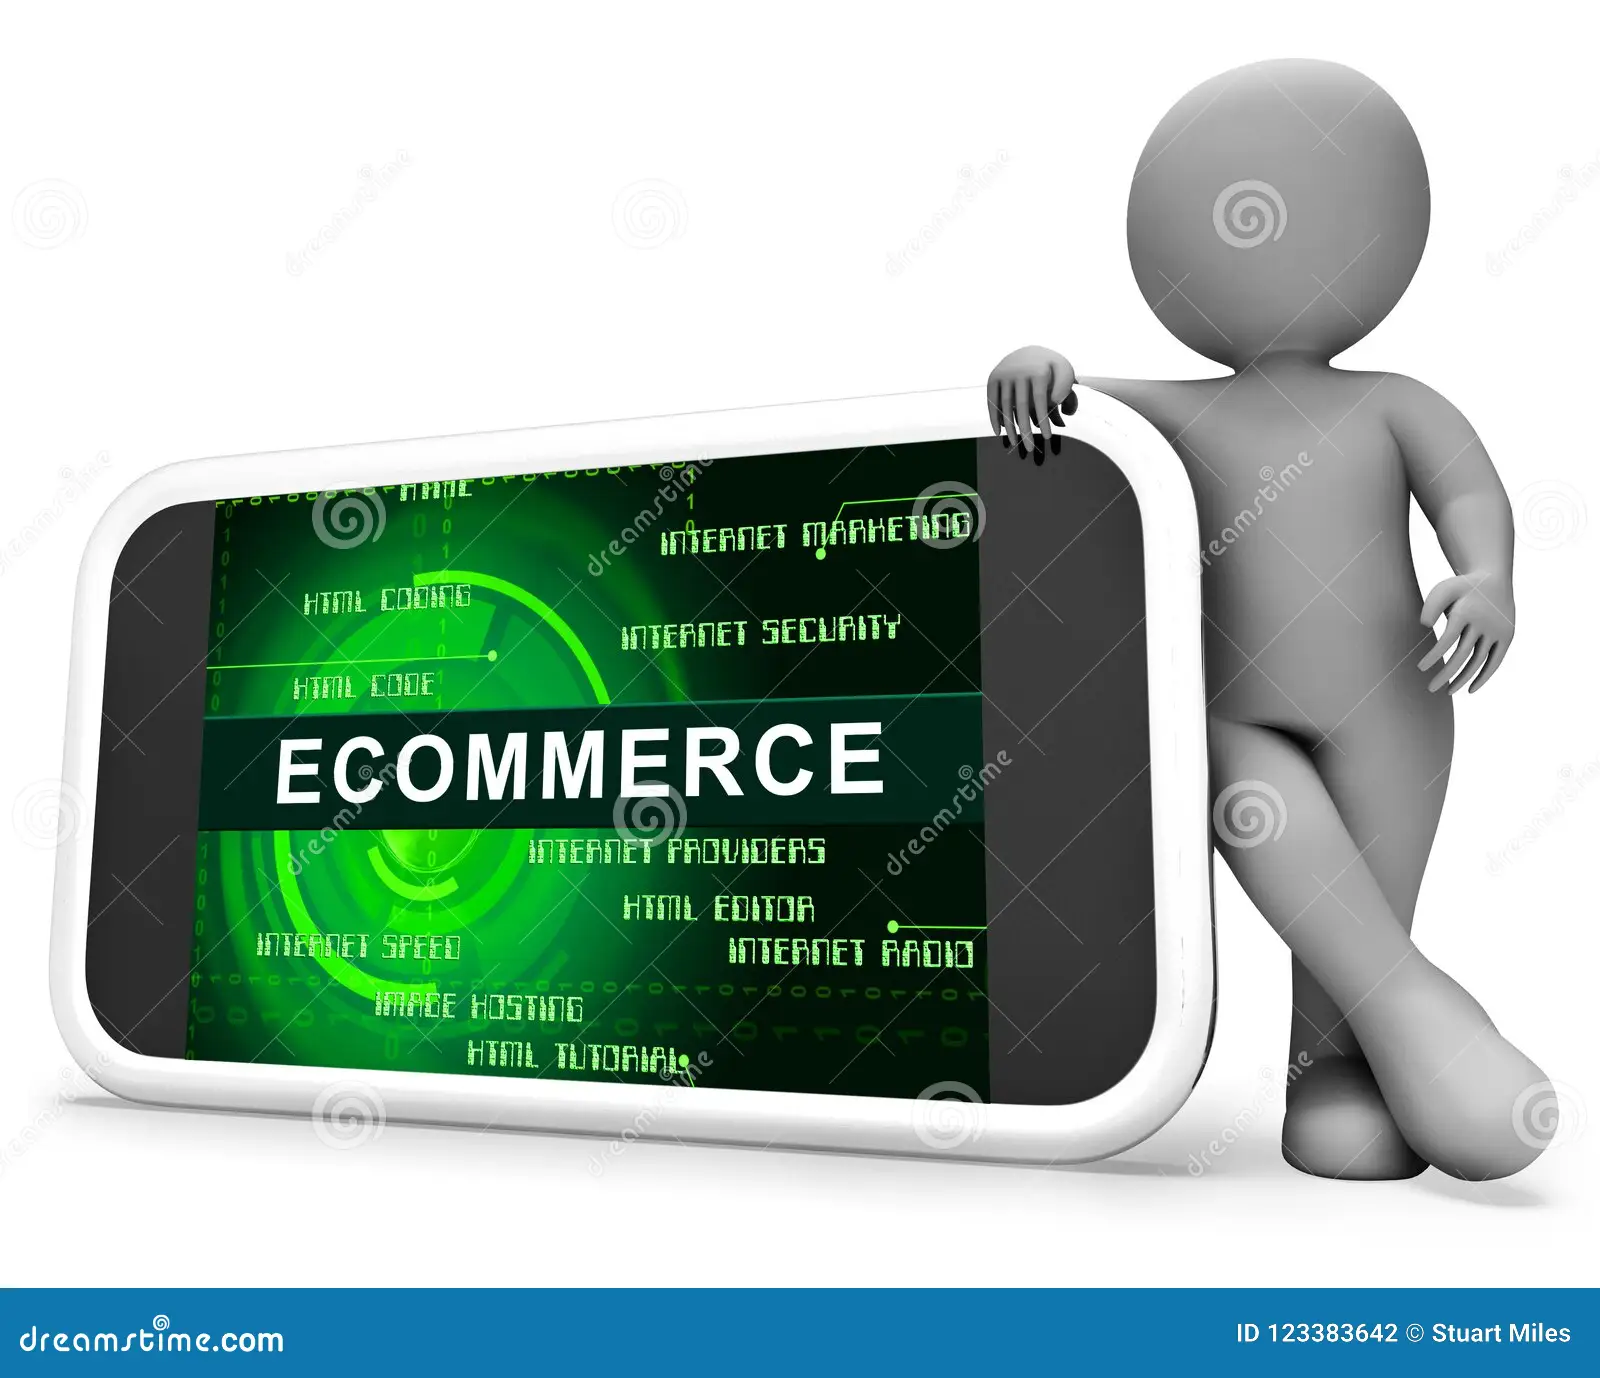 NAME
INTERNET MARKETING
HTML CODING
INTERNET SECURITY
HTML CODE
ECOMMERCE
INTERNET PROVIDERS
HTML EDITOR
INTERNET SPEED
INTERNET RADIO
IMAGE HOSTING
HTML TUTORIAL
dreamstime.com
ID 123383642 © Stuart Miles